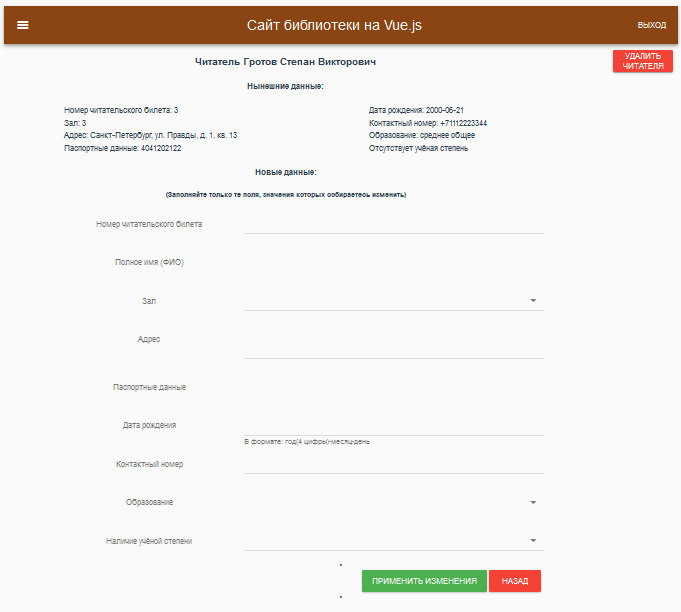 Сайт библиотеки на Vue.js
ВЫХОД
Читатель Гротов Степан Викторович
УДАЛИТЬ
ЧИТАТЕЛЯ
Нынешние данные:
Номер читательского билета: 3
Зал: 3
Адрес: Санкт-Петербург, ул. Правды, д. 1, кв. 13
Паспортные данные: 4041202122
Дата рождения: 2000-06-21
Контактный номер: +71112223344
Образование: среднее общее
Отсутствует учёная степень
Новые данные:
(Заполняйте только те поля, значения которых собираетесь изменить)
Номер читательского билета
Полное имя (ФИО)
Зал
Адрес
Паспортные данные
Дата рождения
В формате: год(4 цифры)-месяц-день
Контактный номер
Образование
Наличие учёной степени
ПРИМЕНИТЬ ИЗМЕНЕНИЯ
НАЗАД